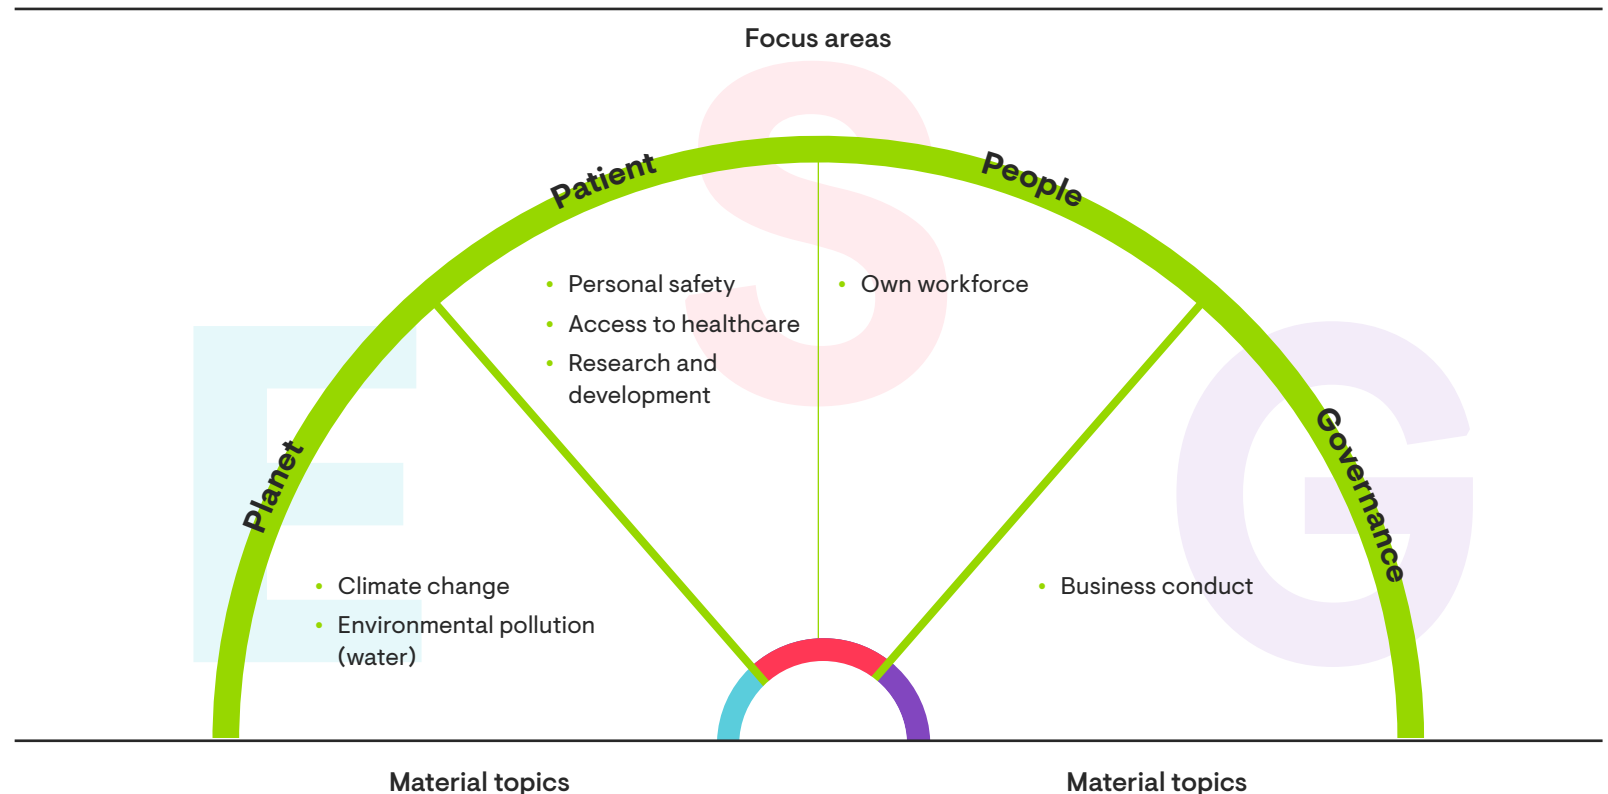 Focus areas
E
S
G
Planet
Patient
People
Governance
• Climate change
• Environmental pollution
(water)
• Personal safety
• Access to healthcare
• Research and
development
• Own workforce
• Business conduct
Material topics
Material topics